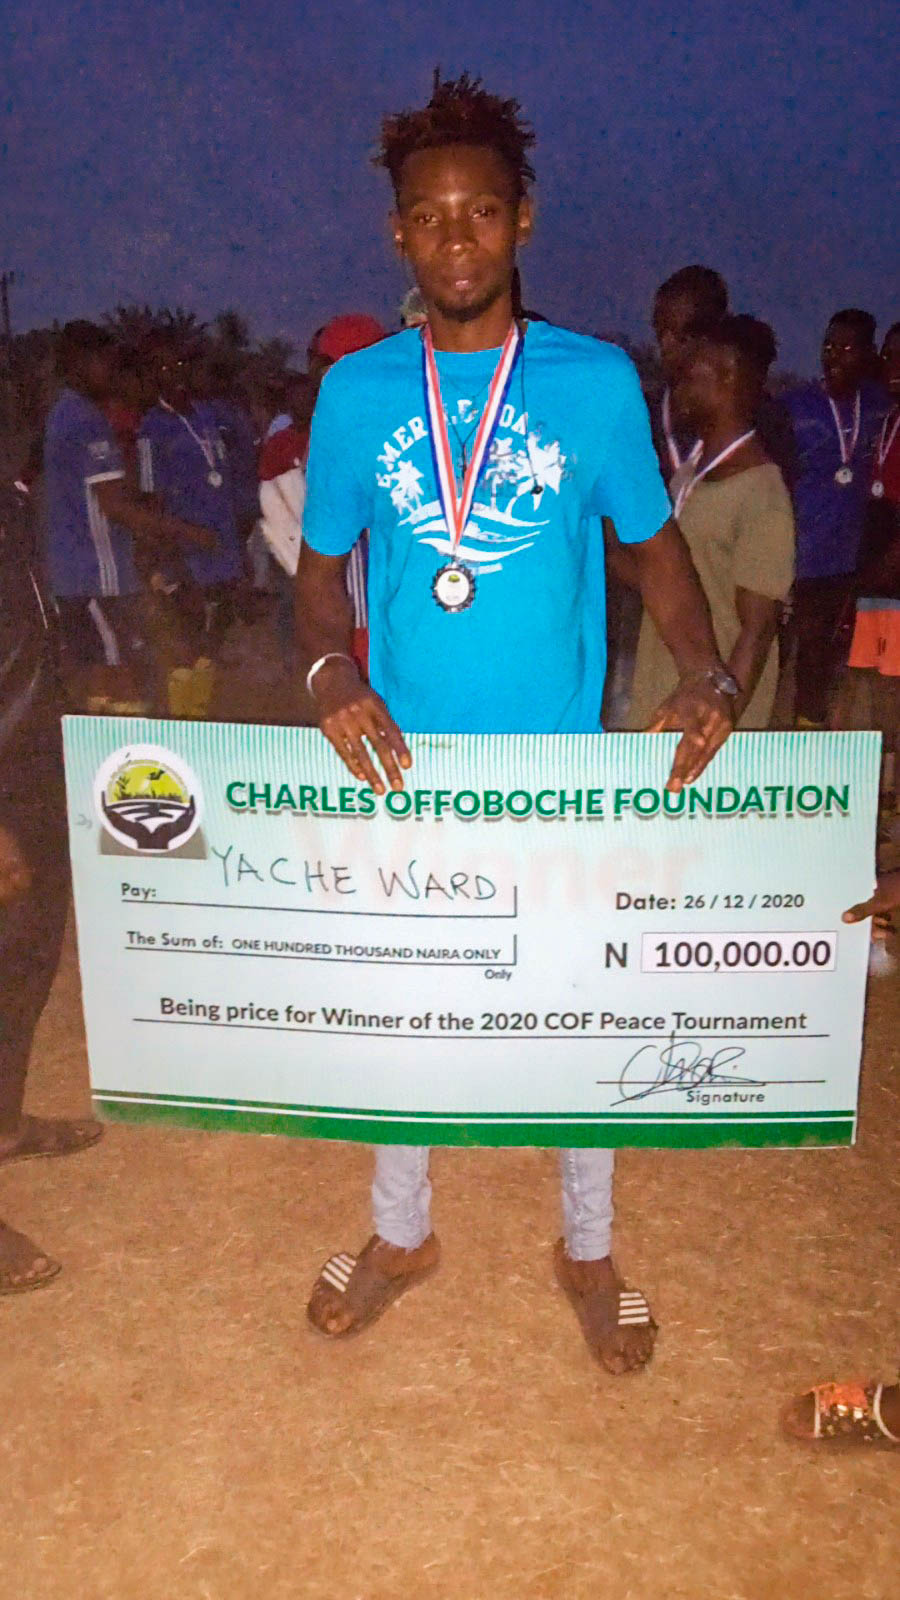 CHARLES OFFOBOCHE FOUNDATION
Winner
Pay: YACHE WARD
Date: 26 / 12 / 2020
The Sum of: ONE HUNDRED THOUSAND NAIRA ONLY
Only
N 100,000.00
Being price for Winner of the 2020 COF Peace Tournament
Signature